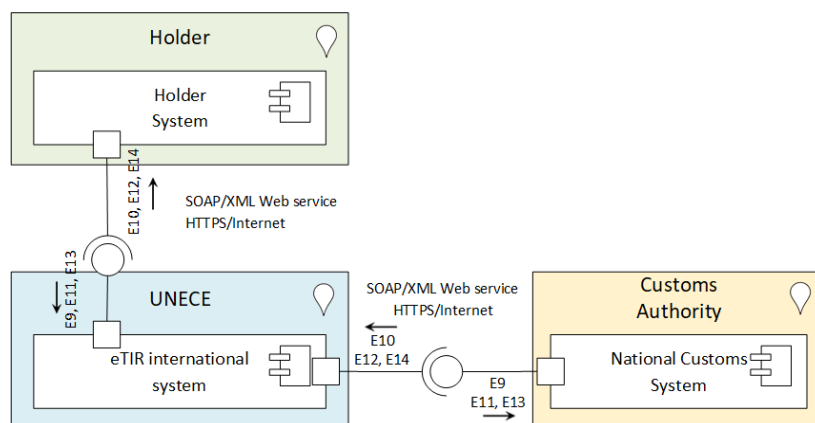 Holder
Holder
System
E10, E12, E14
SOAP/XML Web service
HTTPS/Internet
E9, E11, E13
UNECE
eTIR international
system
SOAP/XML Web service
HTTPS/Internet
E10
E12, E14
E9
E11, E13
Customs
Authority
National Customs
System